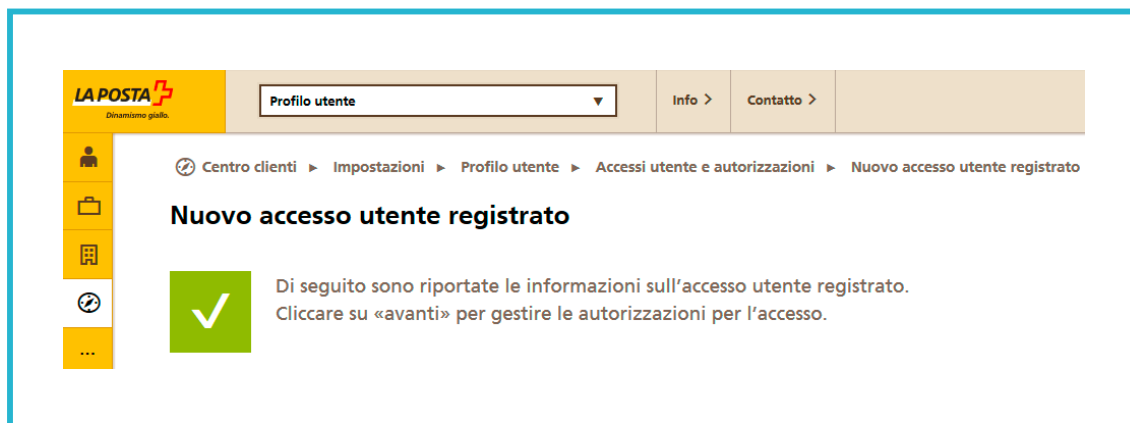 LA POSTA
Dinamismo giallo.
Profilo utente
Info >
Contatto >
Centro clienti ► Impostazioni ► Profilo utente ► Accessi utente e autorizzazioni ► Nuovo accesso utente registrato
Nuovo accesso utente registrato
Di seguito sono riportate le informazioni sull’accesso utente registrato.
Cliccare su «avanti» per gestire le autorizzazioni per l’accesso.
...